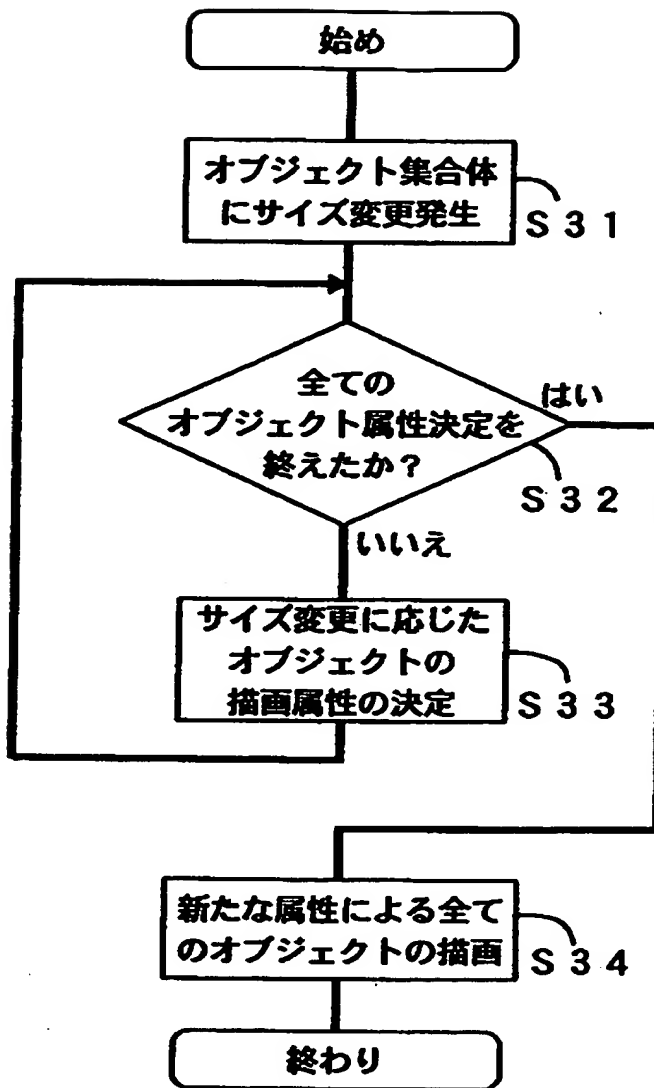 始め
オブジェクト集合体
にサイズ変更発生
S31
全ての
オブジェクト属性決定を
終えたか？
はい
S32
いいえ
サイズ変更に応じた
オブジェクトの
描画属性の決定
S33
新たな属性による全て
のオブジェクトの描画
S34
終わり